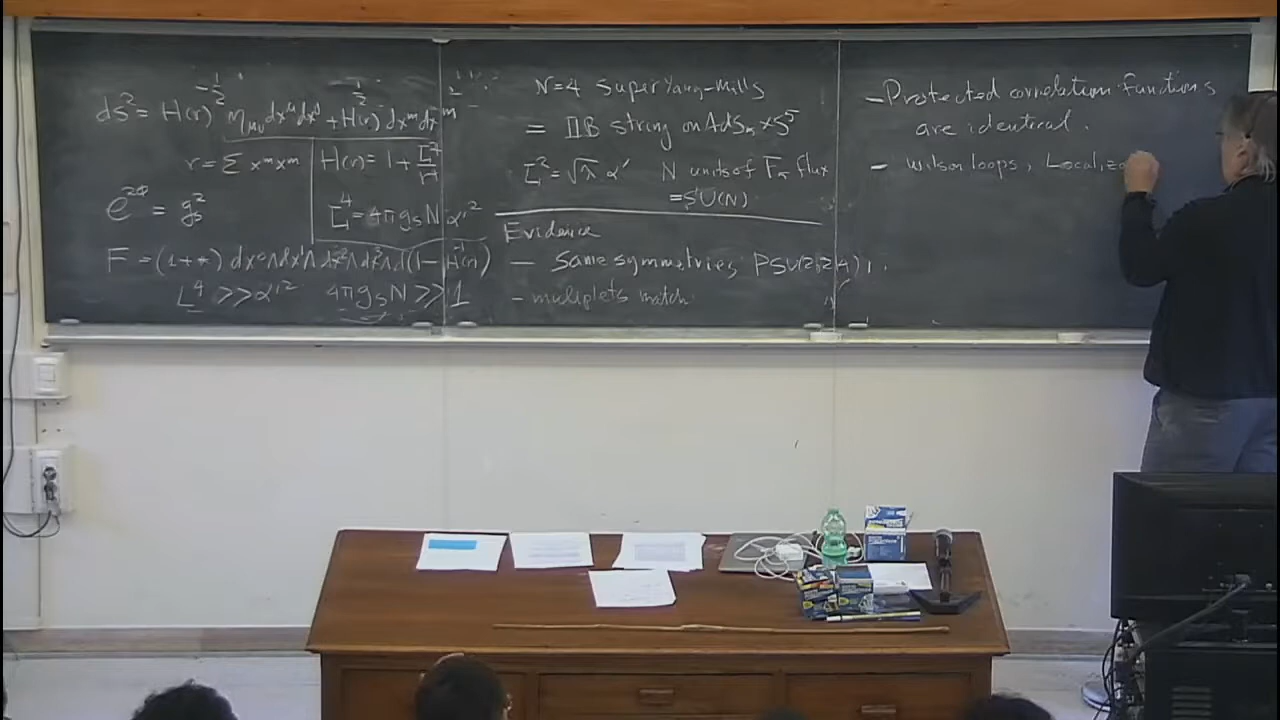 ds² = H(r)^{-1/2} η_{μν} dx^μ dx^ν + H(r)^{1/2} dx^m dx^m
r = Σ x^m x^m
H(r) = 1 + L⁴/r⁴
e^{2Φ} = g_s²
L⁴ = 4π g_s N α'²
F = (1+*) dx⁰∧dx¹∧dx²∧dx³∧d(1-H(r)^{-1})
L⁴ >> α'² 4π g_s N >> 1
N=4 Super Yang-Mills
= IIB string on AdS₅ × S⁵
L² = √λ α' N units of F₅ flux
= SU(N)
Evidence
- Same symmetries: PSU(2,2|4),
- multiplets match
- Protected correlation functions
are identical.
- Wilson loops, Localiza